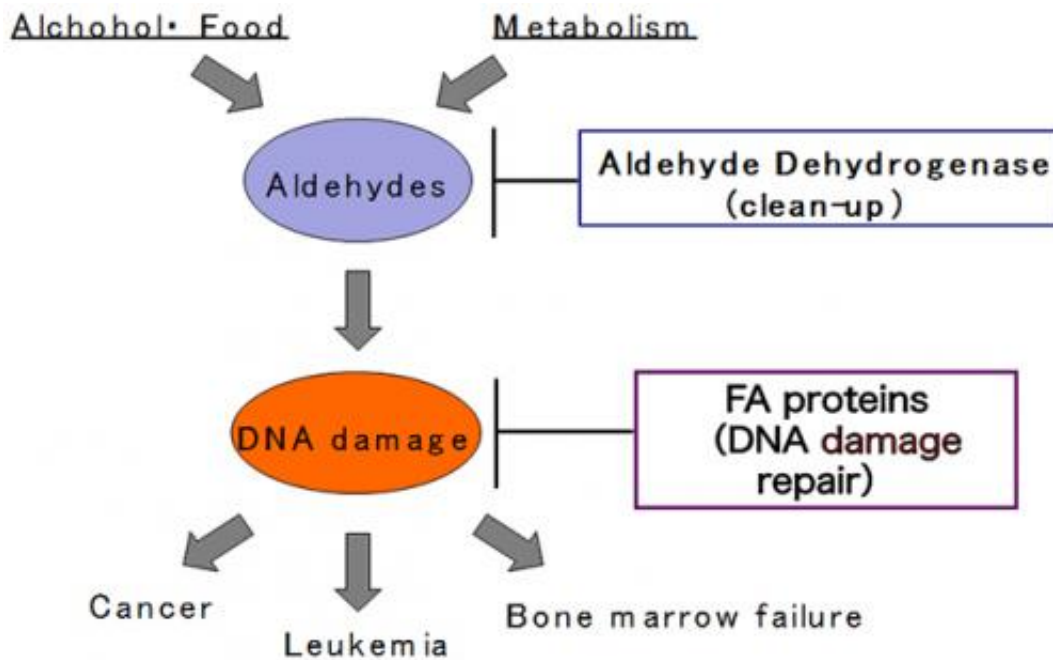 Alchohol・ Food
Metabolism
Aldehydes
Aldehyde Dehydrogenase
(clean-up)
DNA damage
FA proteins
(DNA damage
repair)
Cancer
Leukemia
Bone marrow failure